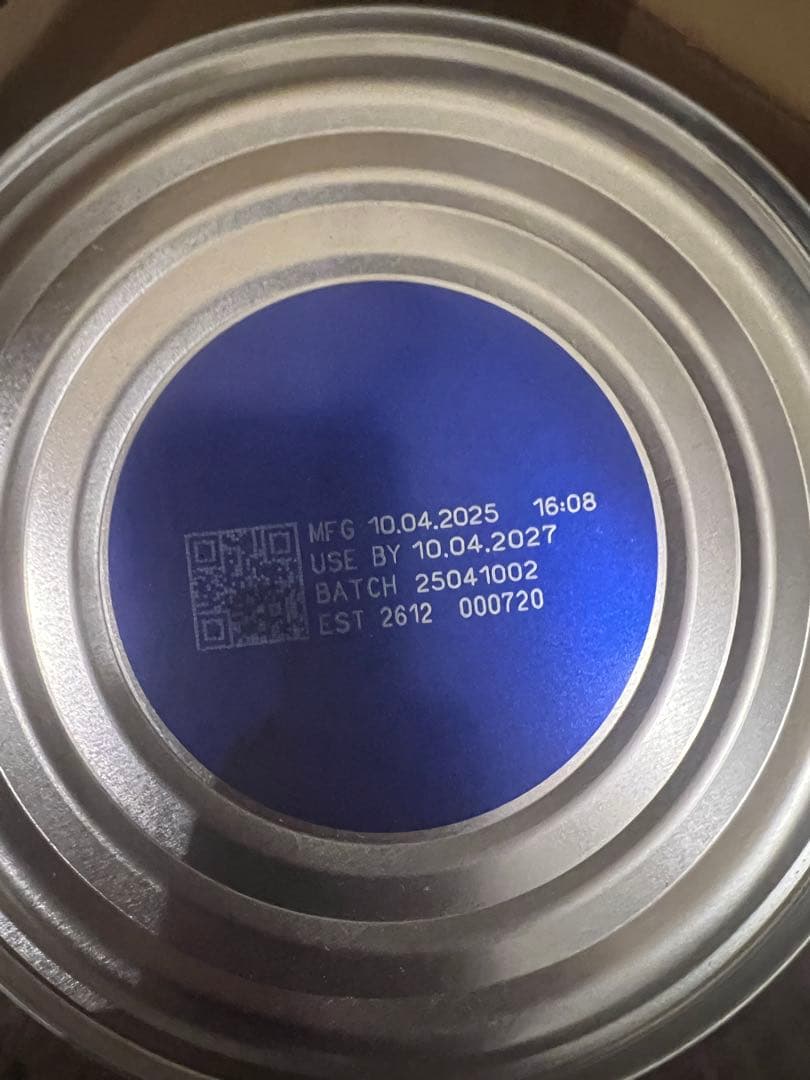 MFG 10.04.2025 16:08
USE BY 10.04.2027
BATCH 25041002
EST 2612 000720